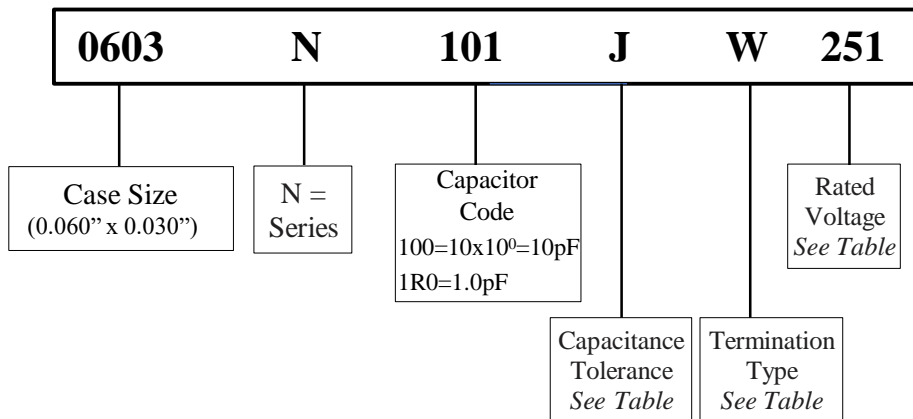 0603 N 101 J W 251
Case Size
(0.060” x 0.030”)
N =
Series
Capacitor
Code
100=10x10⁰=10pF
1R0=1.0pF
Rated
Voltage
See Table
Capacitance
Tolerance
See Table
Termination
Type
See Table